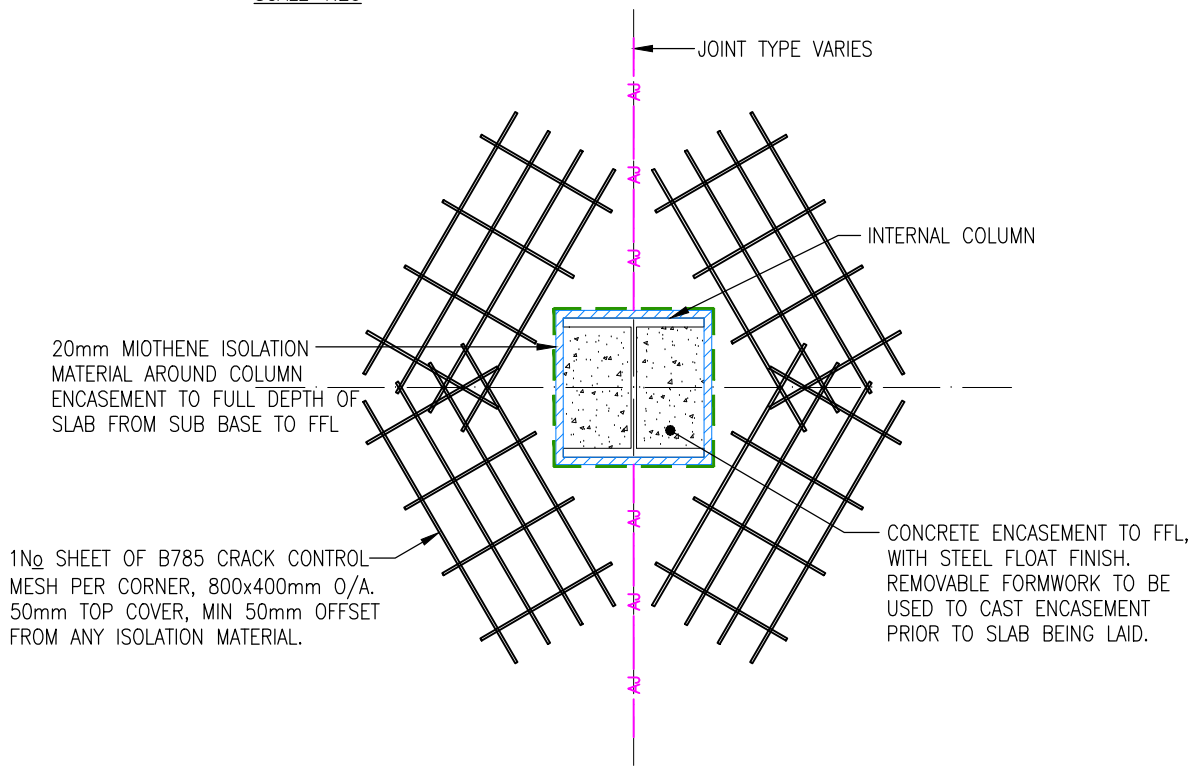 JOINT TYPE VARIES
AJ
AJ
AJ
INTERNAL COLUMN
20mm MIOTHENE ISOLATION
MATERIAL AROUND COLUMN
ENCASEMENT TO FULL DEPTH OF
SLAB FROM SUB BASE TO FFL
AJ
1No SHEET OF B785 CRACK CONTROL
MESH PER CORNER, 800x400mm O/A.
50mm TOP COVER, MIN 50mm OFFSET
FROM ANY ISOLATION MATERIAL.
CONCRETE ENCASEMENT TO FFL,
WITH STEEL FLOAT FINISH.
REMOVABLE FORMWORK TO BE
USED TO CAST ENCASEMENT
PRIOR TO SLAB BEING LAID.
AJ
AJ